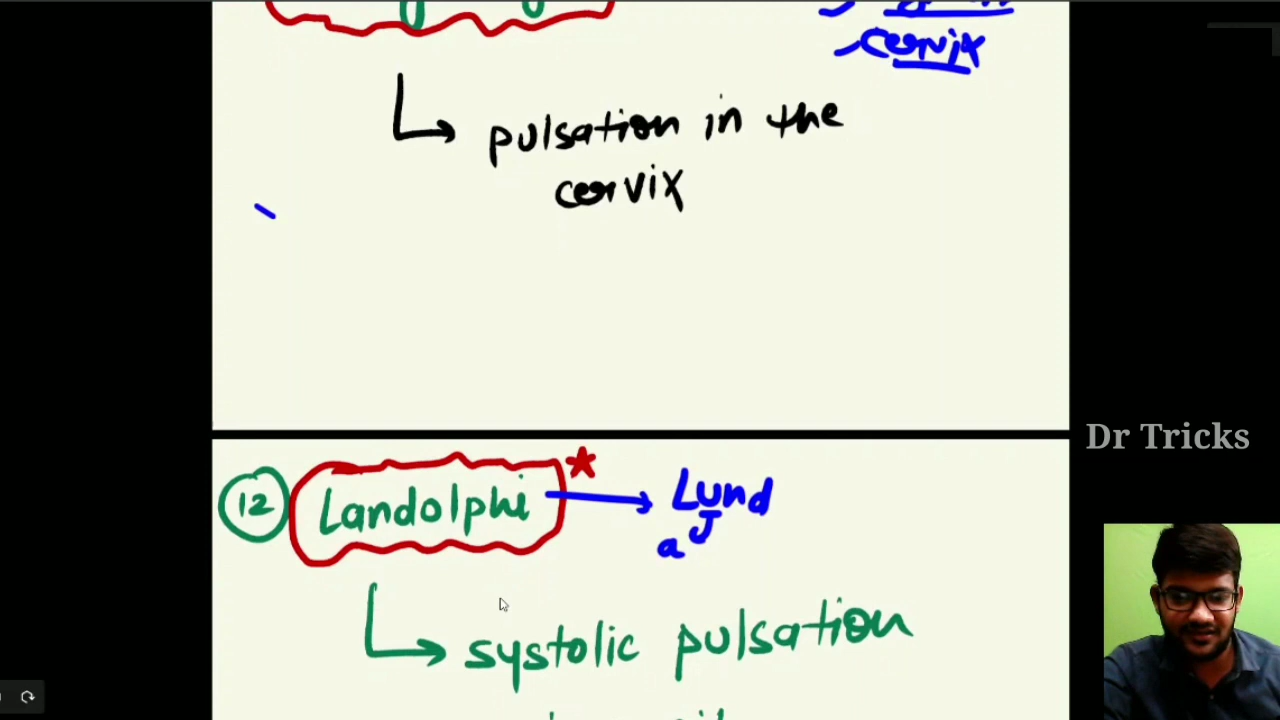 cervix
pulsation in the
cervix
Dr Tricks
12 Landolphi Lund
a
systolic pulsation